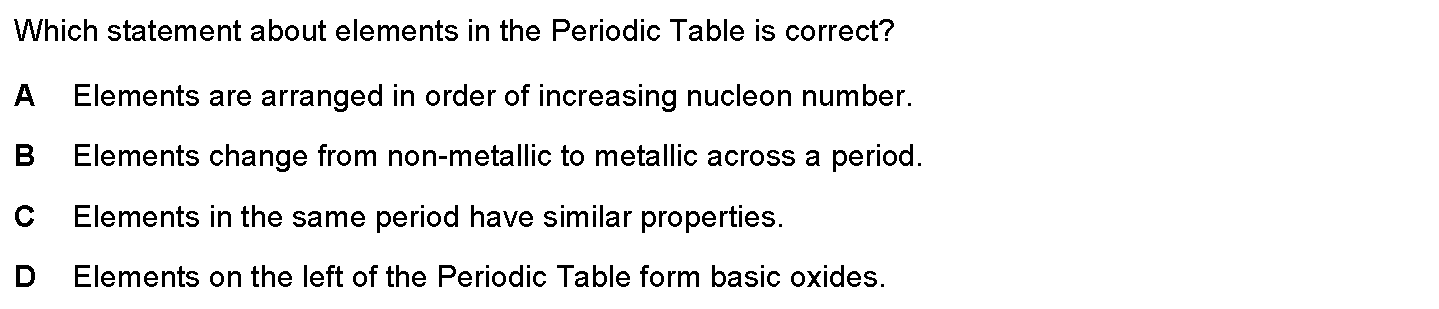 Which statement about elements in the Periodic Table is correct?
A Elements are arranged in order of increasing nucleon number.
B Elements change from non-metallic to metallic across a period.
C Elements in the same period have similar properties.
D Elements on the left of the Periodic Table form basic oxides.